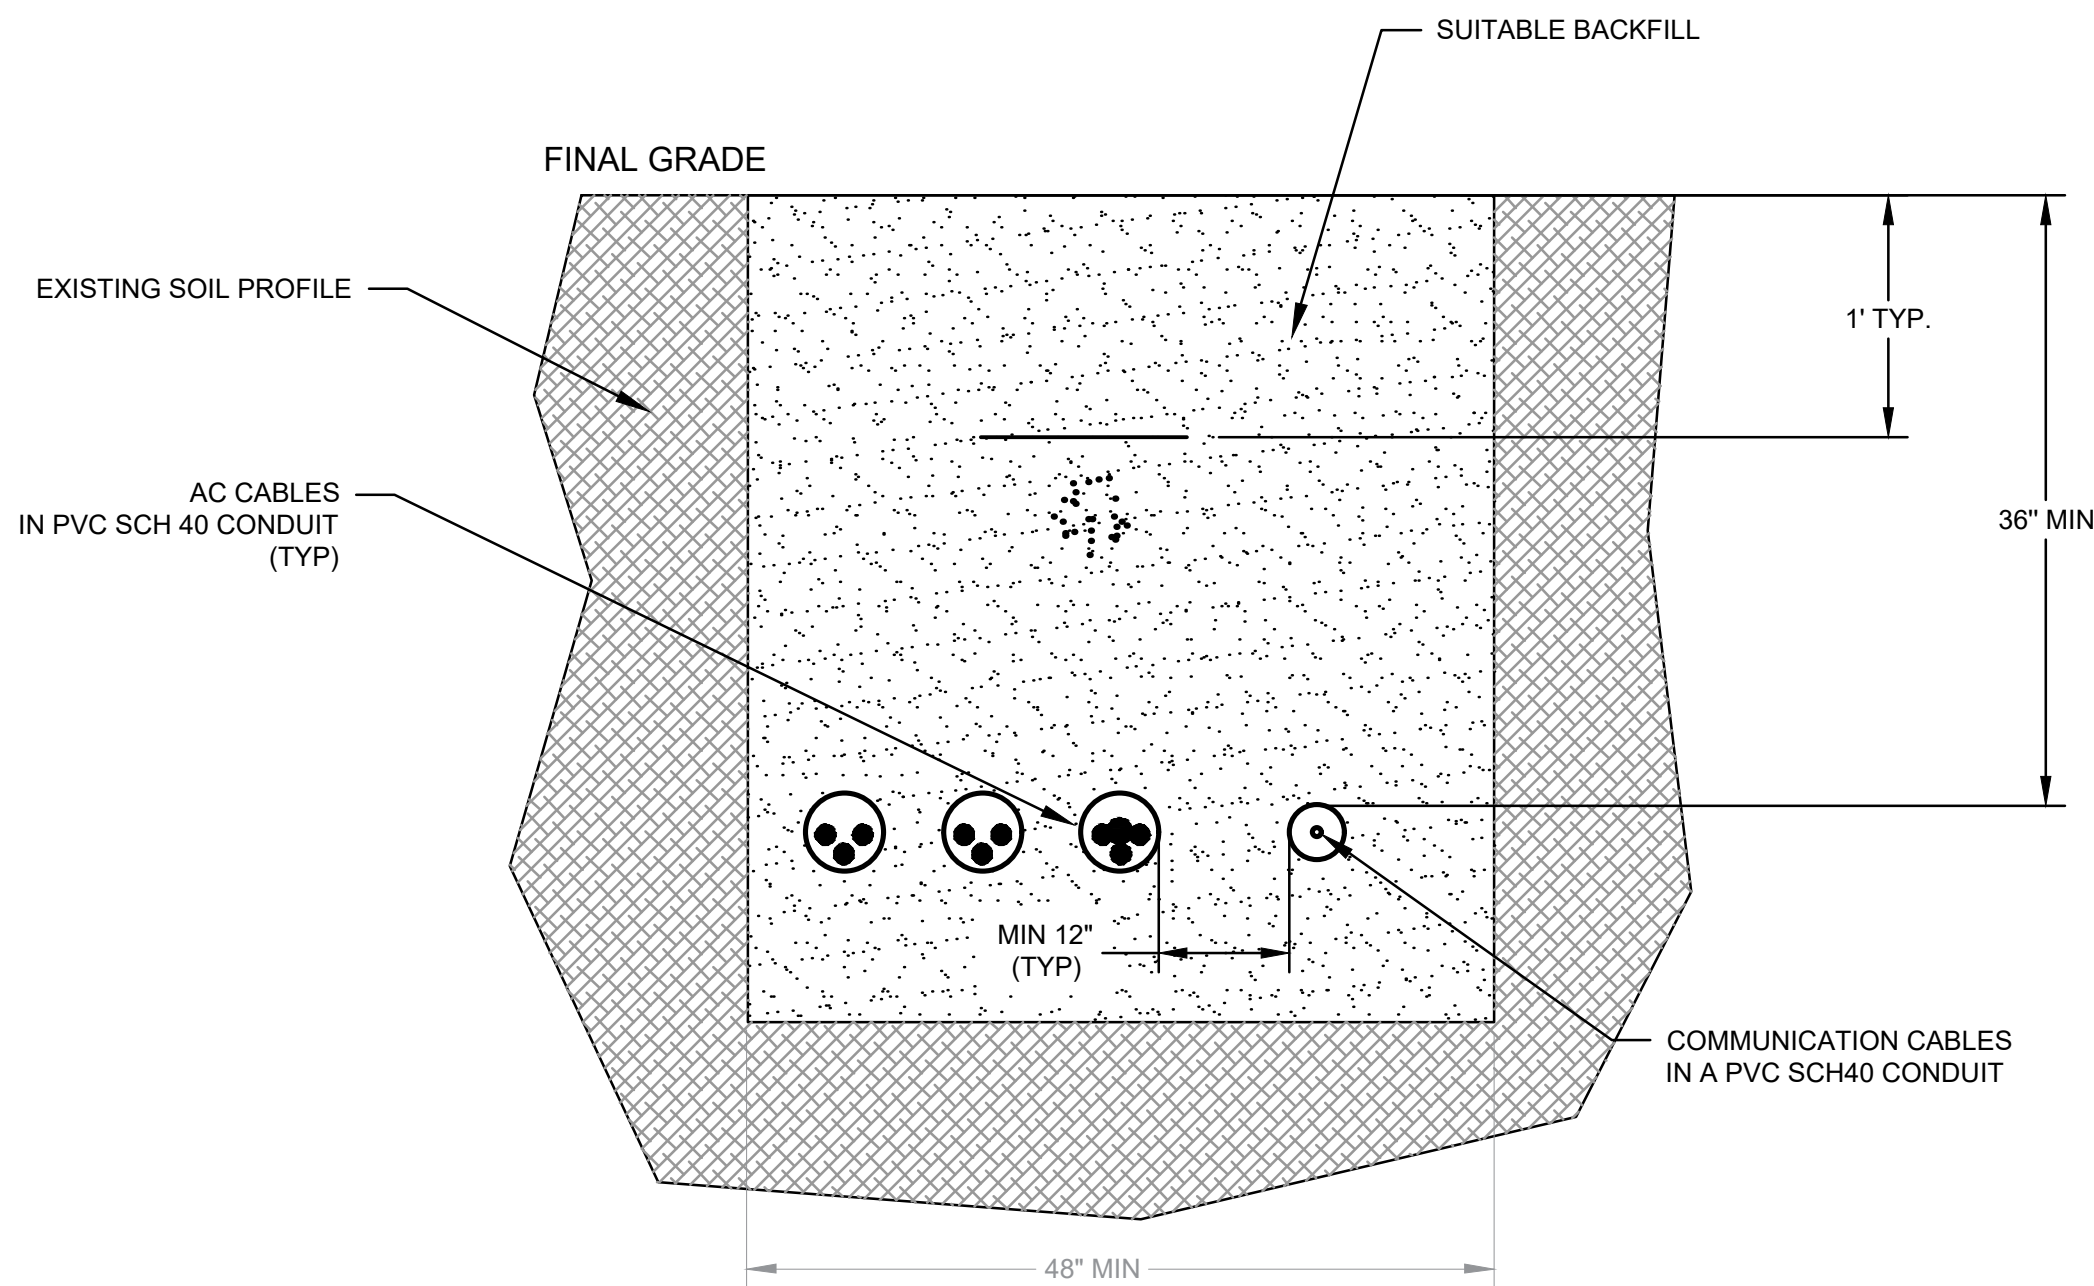 SUITABLE BACKFILL
FINAL GRADE
EXISTING SOIL PROFILE
1' TYP.
AC CABLES
IN PVC SCH 40 CONDUIT
(TYP)
36" MIN
MIN 12"
(TYP)
COMMUNICATION CABLES
IN A PVC SCH40 CONDUIT
48" MIN